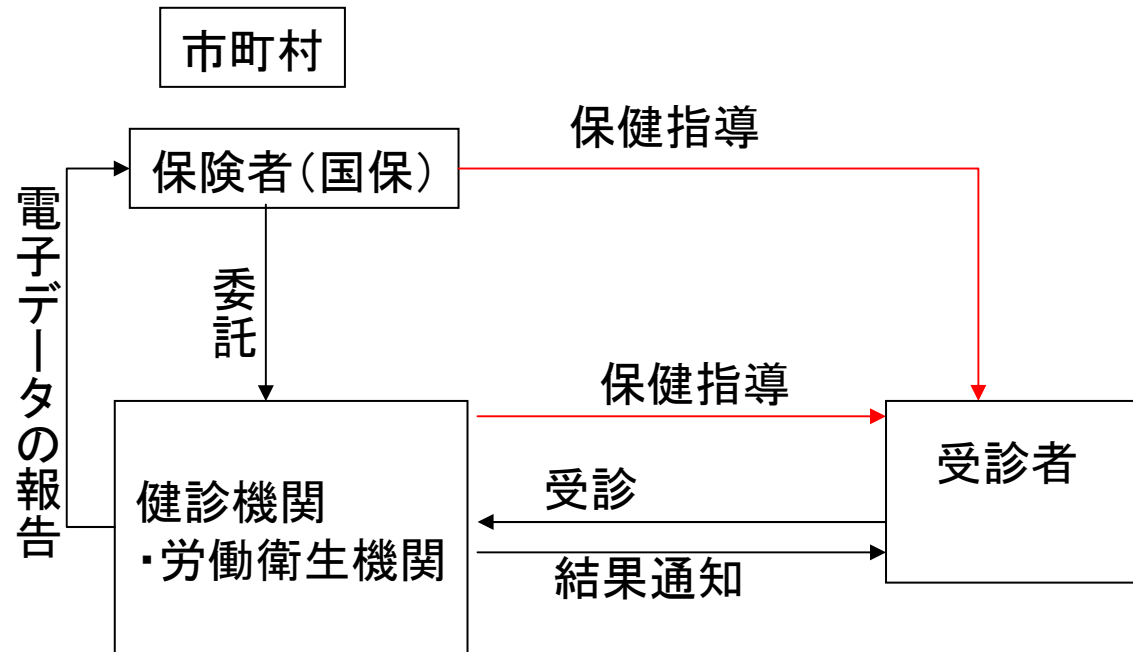 市町村
保健指導
保険者(国保)
電子データの報告
委託
保健指導
受診者
受診
健診機関
・労働衛生機関
結果通知